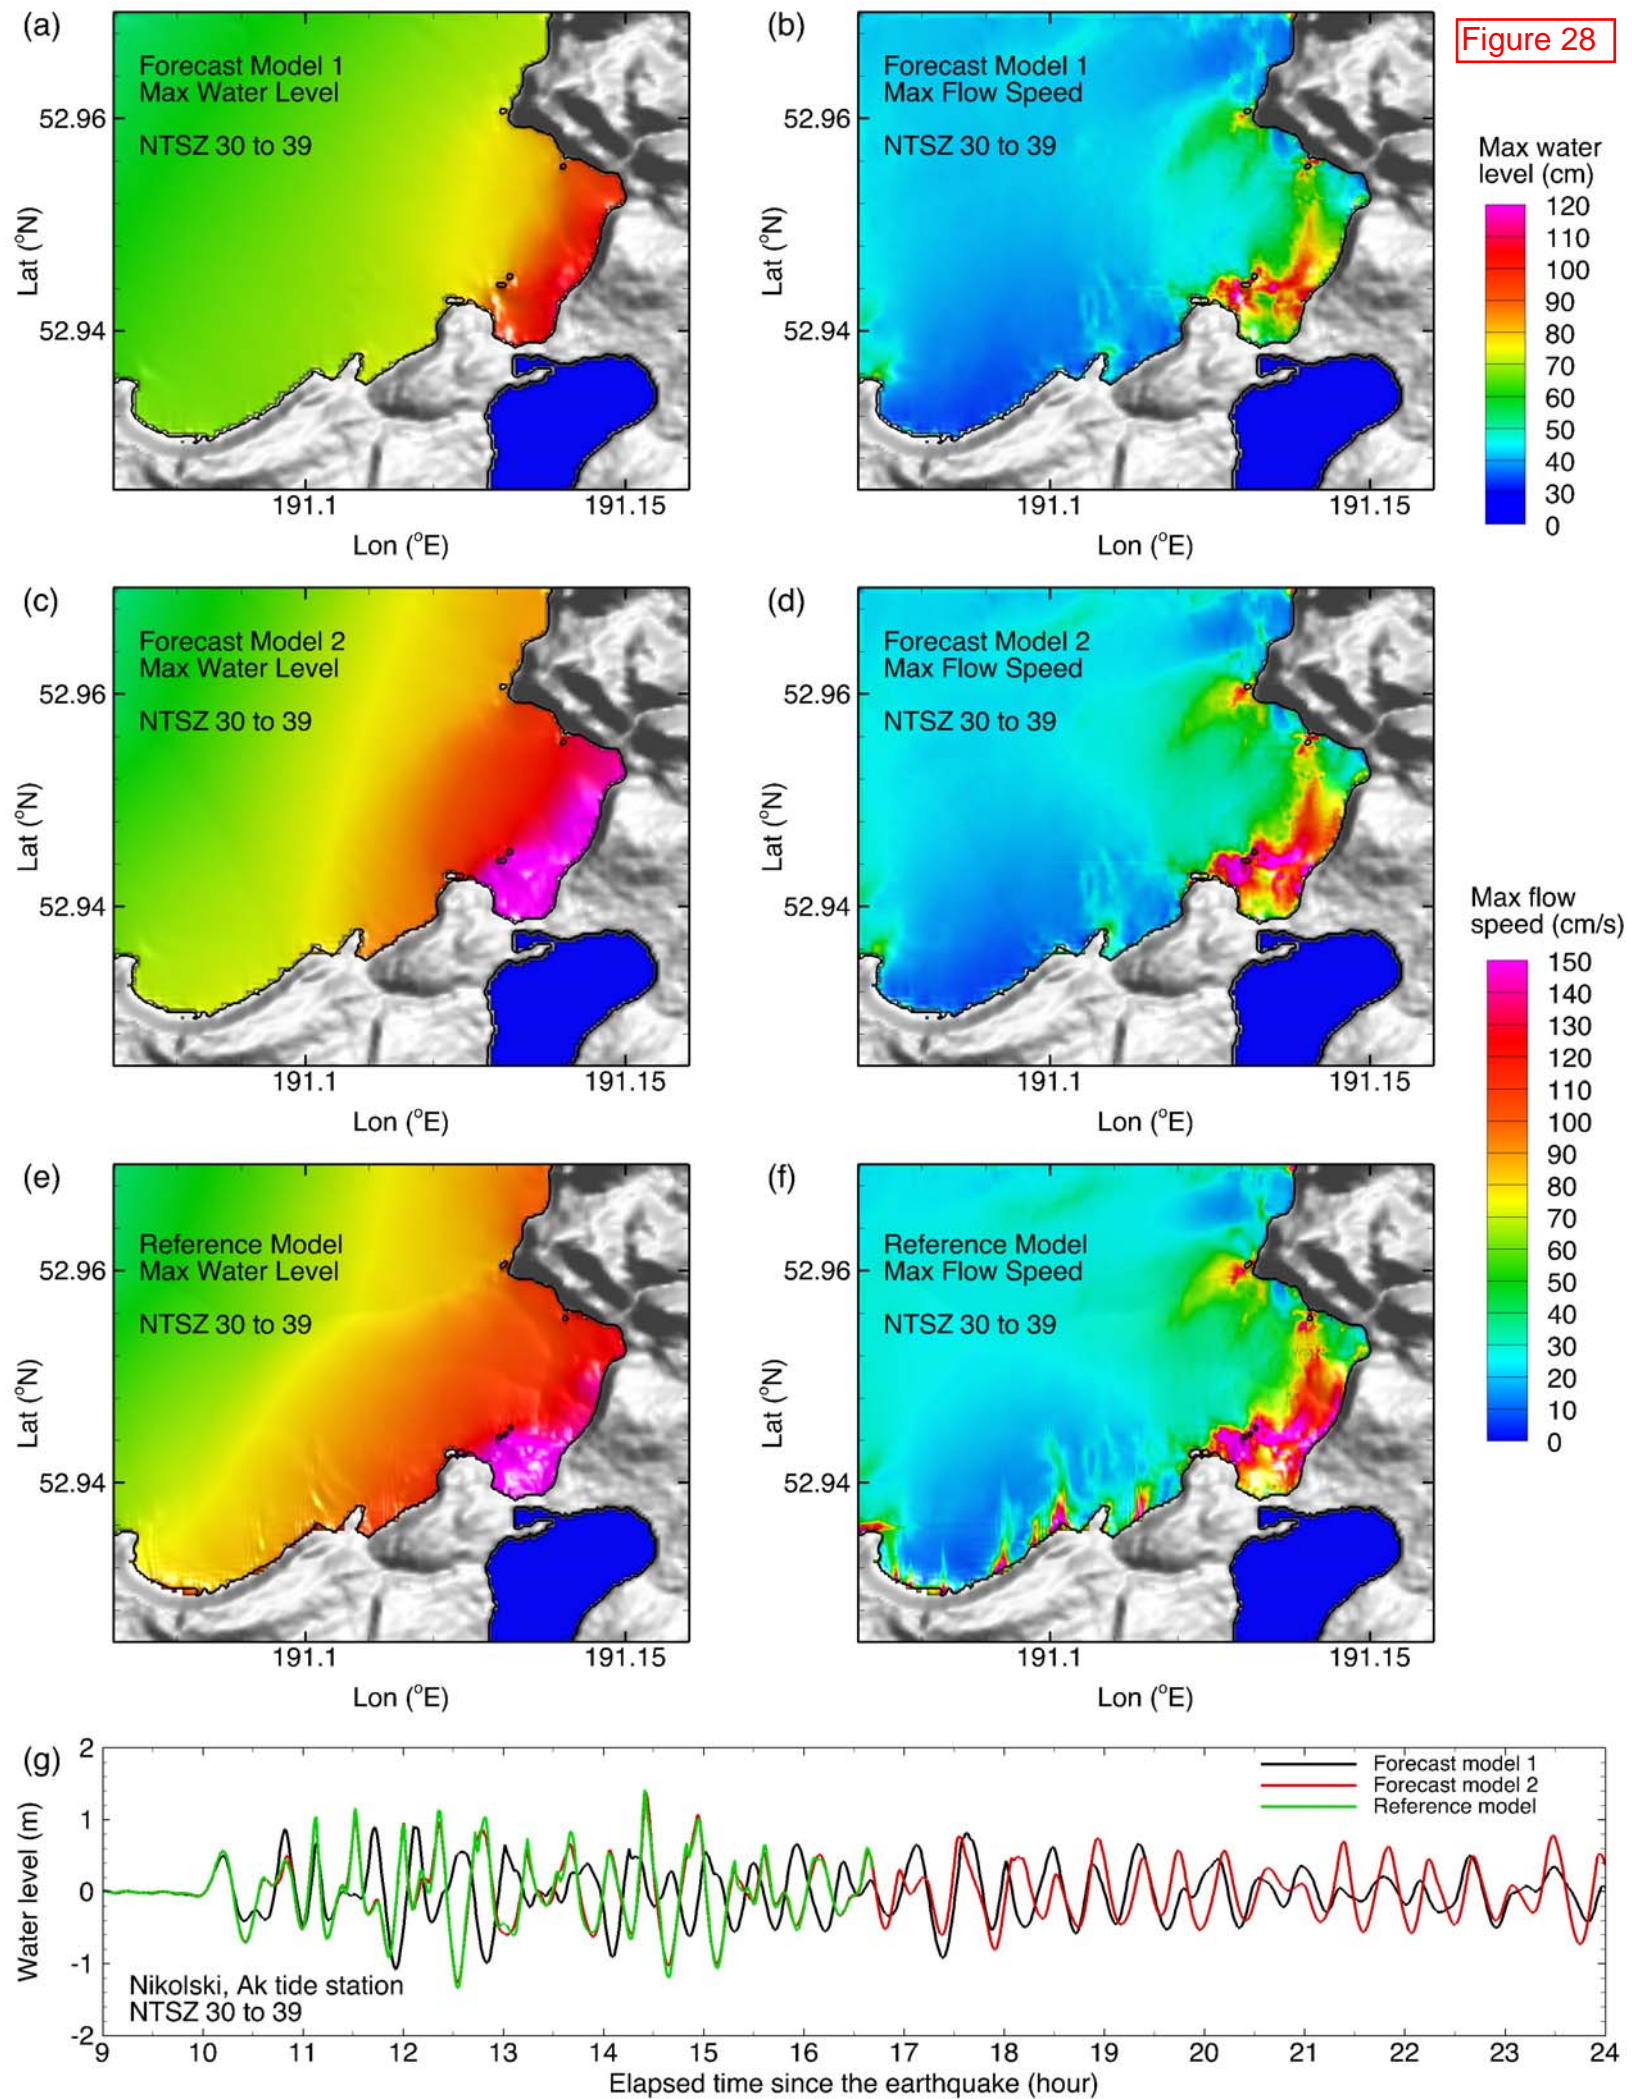 Figure 28
(a)
Forecast Model 1
Max Water Level
NTSZ 30 to 39
52.96
52.94
Lat (°N)
191.1
191.15
Lon (°E)
(b)
Forecast Model 1
Max Flow Speed
NTSZ 30 to 39
52.96
52.94
Lat (°N)
191.1
191.15
Lon (°E)
Max water
level (cm)
120
110
100
90
80
70
60
50
40
30
0
(c)
Forecast Model 2
Max Water Level
NTSZ 30 to 39
52.96
52.94
Lat (°N)
191.1
191.15
Lon (°E)
(d)
Forecast Model 2
Max Flow Speed
NTSZ 30 to 39
52.96
52.94
Lat (°N)
191.1
191.15
Lon (°E)
Max flow
speed (cm/s)
150
140
130
120
110
100
90
80
70
60
50
40
30
20
10
0
(e)
Reference Model
Max Water Level
NTSZ 30 to 39
52.96
52.94
Lat (°N)
191.1
191.15
Lon (°E)
(f)
Reference Model
Max Flow Speed
NTSZ 30 to 39
52.96
52.94
Lat (°N)
191.1
191.15
Lon (°E)
(g)
2
1
0
-1
-2
Water level (m)
Forecast model 1
Forecast model 2
Reference model
Nikolski, Ak tide station
NTSZ 30 to 39
9 10 11 12 13 14 15 16 17 18 19 20 21 22 23 24
Elapsed time since the earthquake (hour)